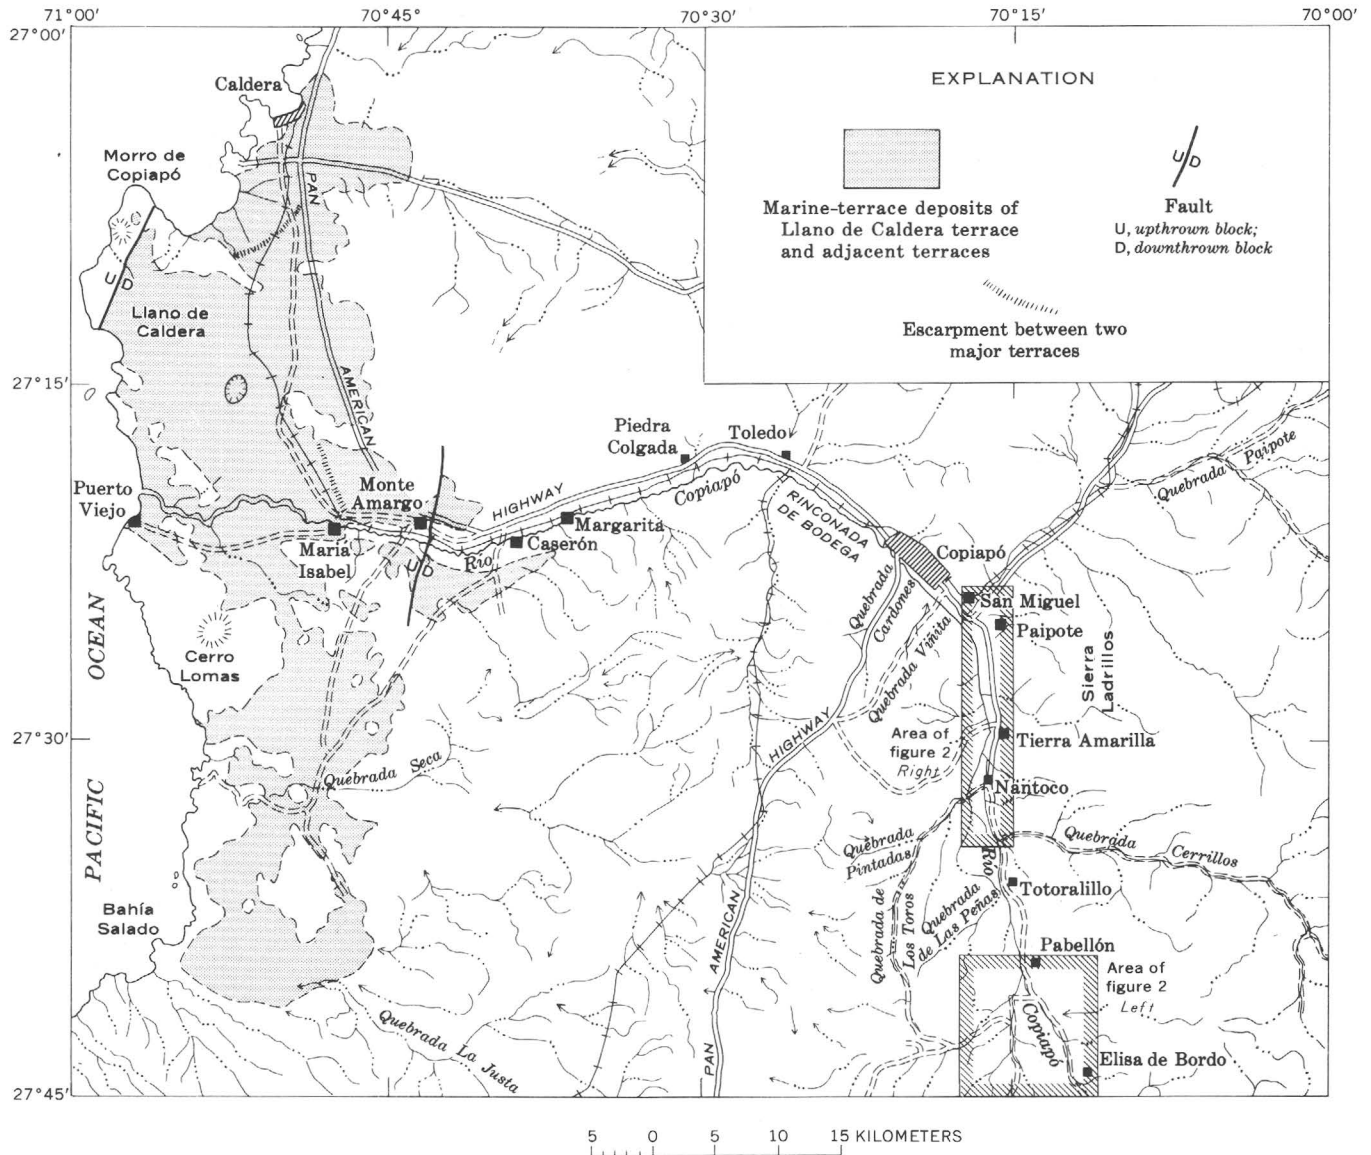 71°00'
70°45'
70°30'
70°15'
70°00'
27°00'
Caldera
EXPLANATION
Morro de
Copiapó
PAN
U D
Marine-terrace deposits of
Llano de Caldera terrace
and adjacent terraces
Fault
U, upthrown block;
D, downthrown block
U D
Llano de
Caldera
Escarpment between two
major terraces
AMERICAN
27°15'
Piedra
Colgada
Toledo
Quebrada Paipote
Puerto
Viejo
Monte
Amargo
HIGHWAY
Copiapó
RINCONADA
DE BODEGA
Margarita
Maria
Isabel
Río
Caserón
Copiapó
U D
Quebrada
Cardones
San Miguel
Paipote
OCEAN
Cerro
Lomas
Quebrada Viñita
Sierra
Ladrillos
27°30'
HIGHWAY
Area of
figure 2
Right
Tierra Amarilla
Quebrada Seca
Nantoco
PACIFIC
Quebrada
Pintadas
Quebrada
Cerrillos
Río
Totoralillo
Bahía
Salado
AMERICAN
Quebrada de
Los Toros
Quebrada
de Las Peñas
Pabellón
Area of
figure 2
Left
Quebrada La Justa
PAN
Copiapó
Elisa de Bordo
27°45'
5 0 5 10 15 KILOMETERS